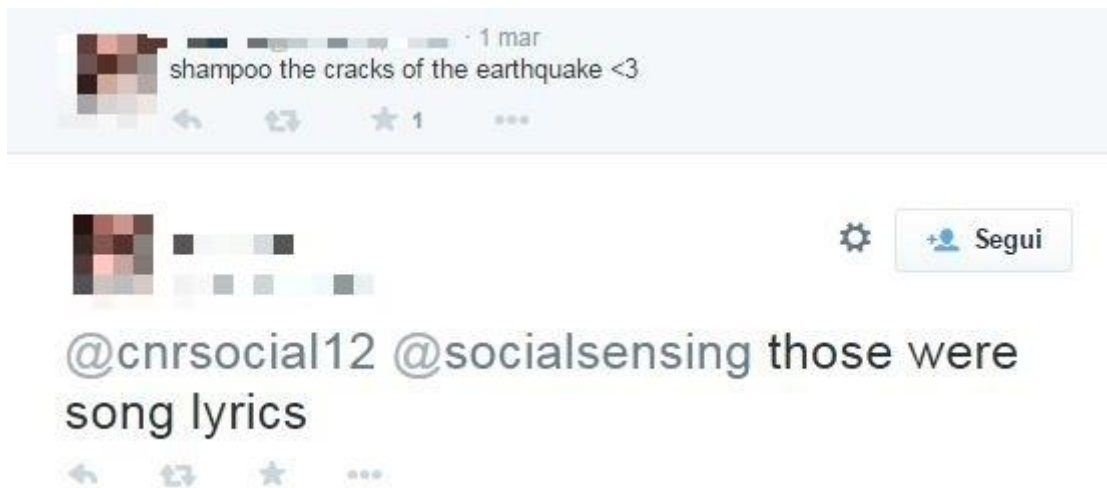 · 1 mar
shampoo the cracks of the earthquake <3
1
Segui
@cnrsocial12 @socialsensing those were
song lyrics